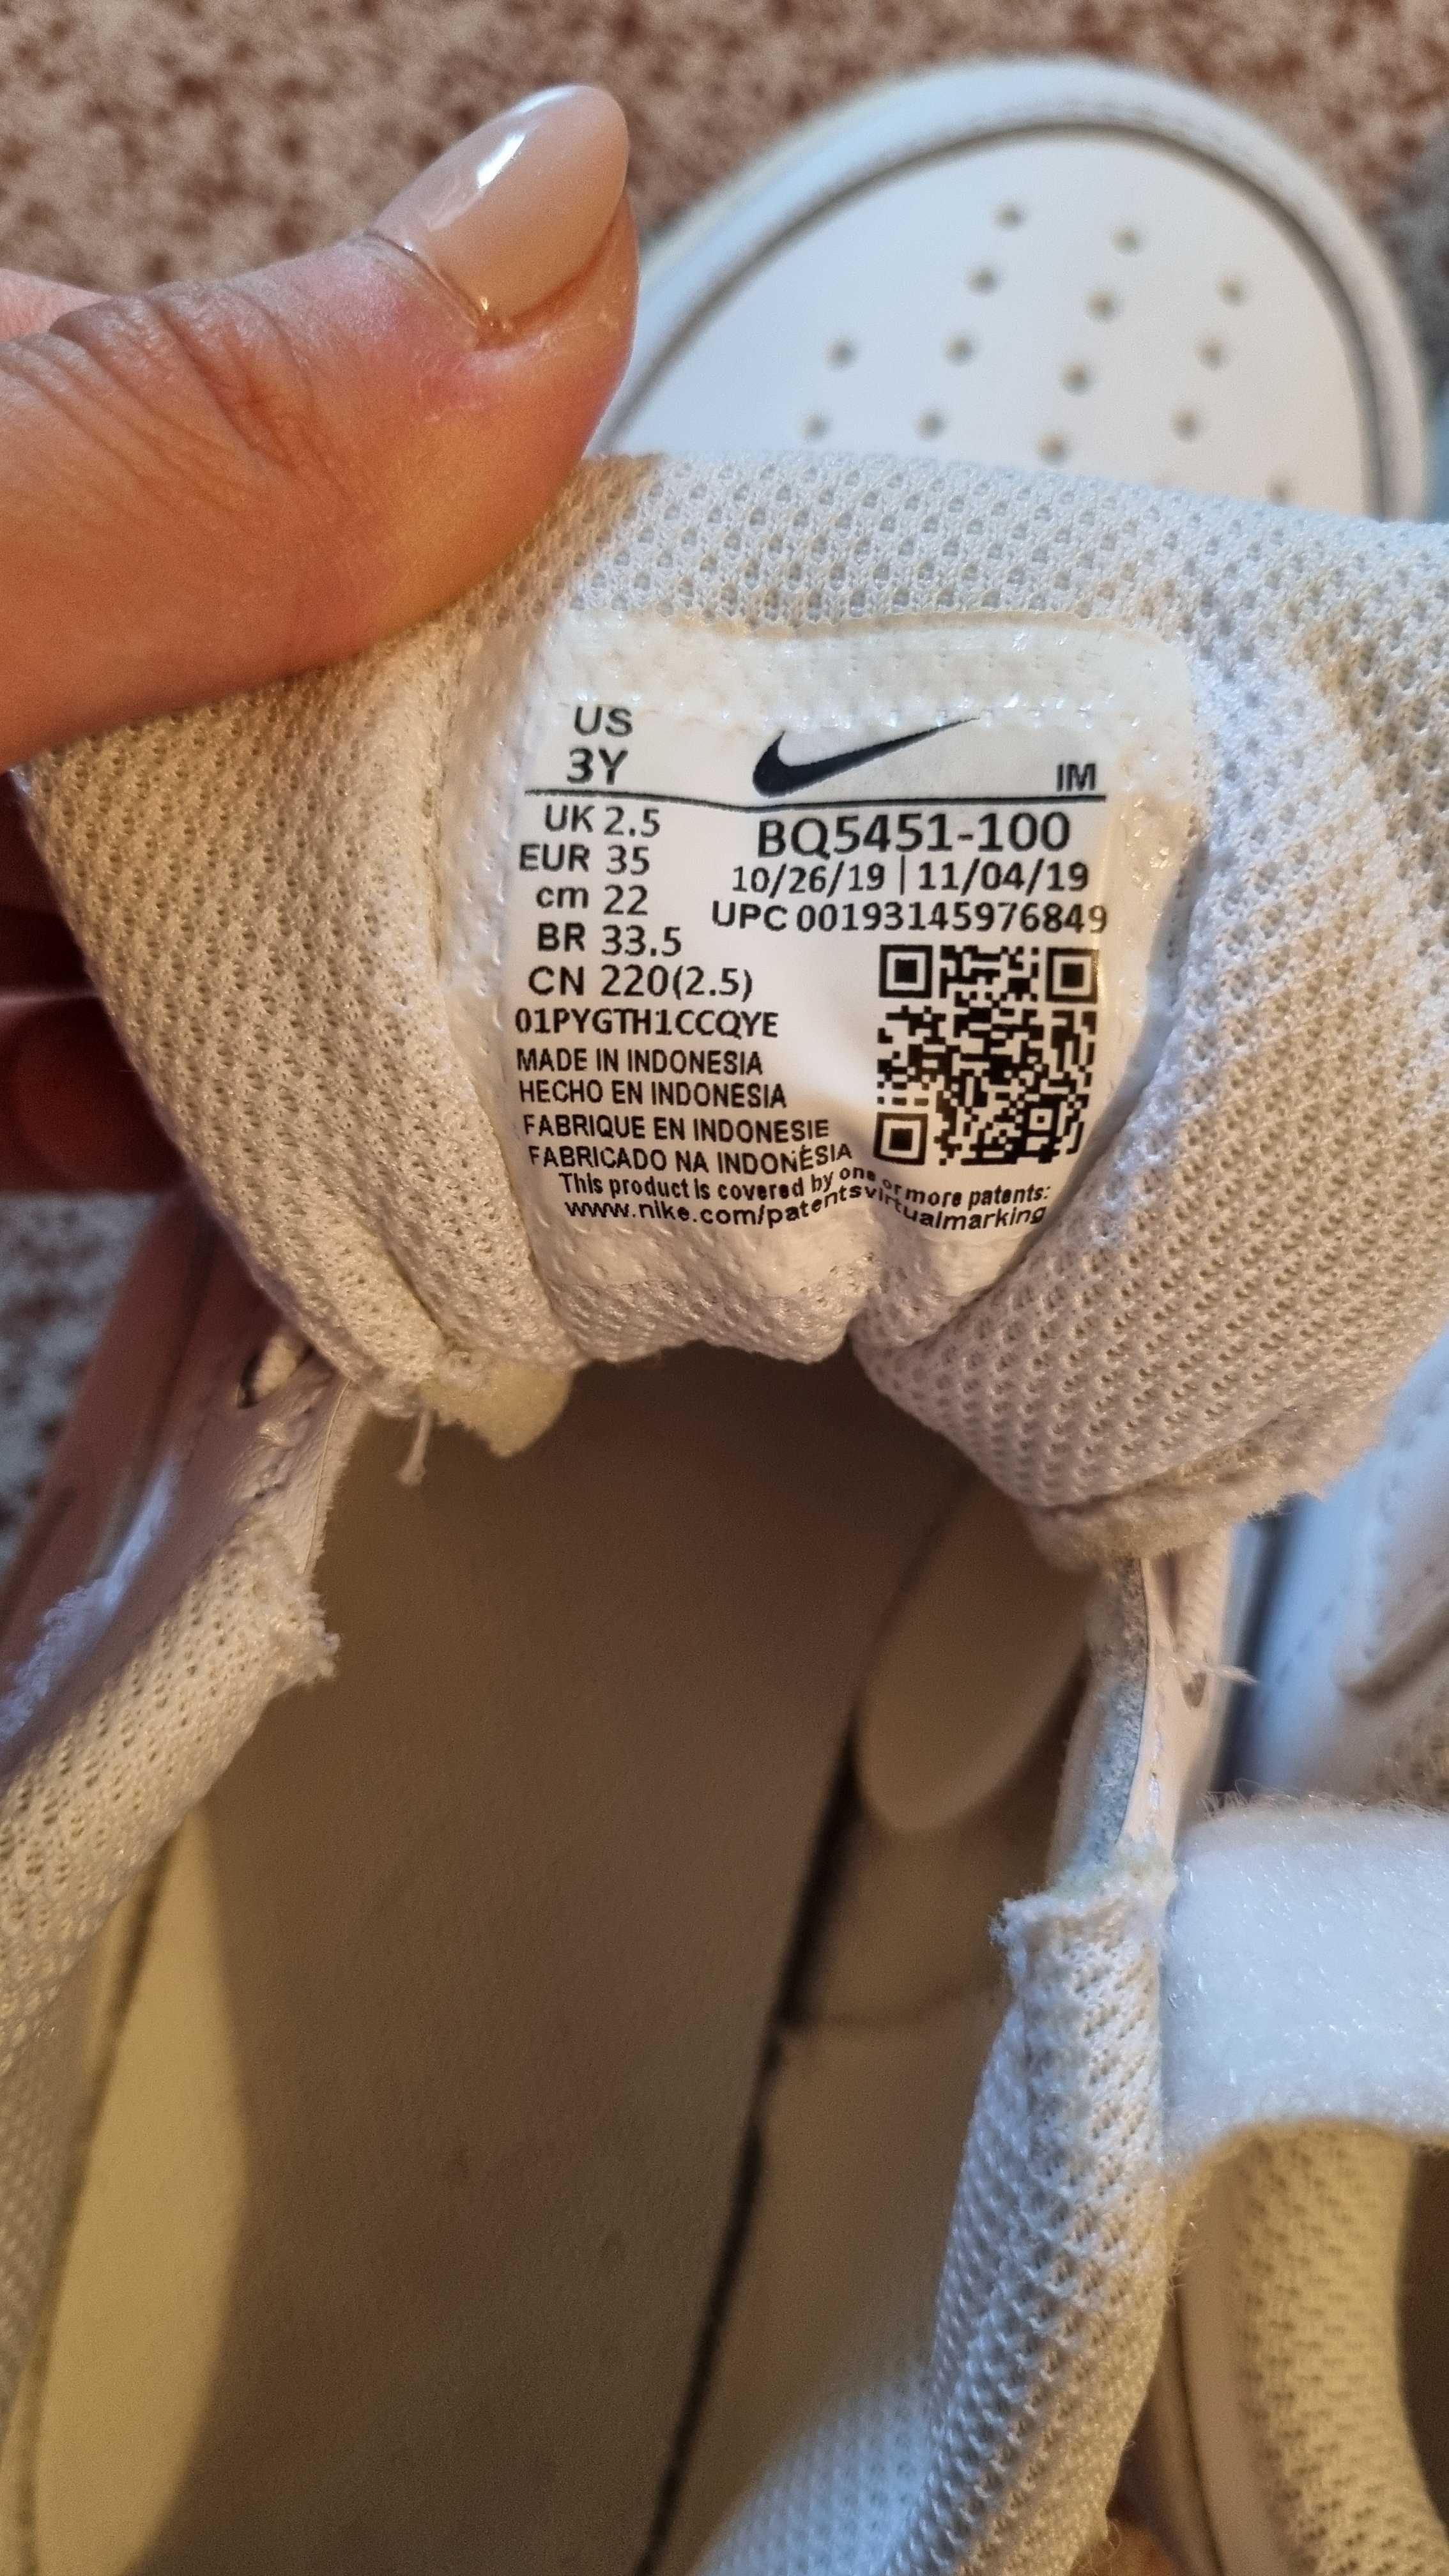 US
3Y
IM
UK 2.5
EUR 35
cm 22
BR 33.5
CN 220(2.5)
BQ5451-100
10/26/19 | 11/04/19
UPC 00193145976849
01PYGTH1CCQYE
MADE IN INDONESIA
HECHO EN INDONESIA
FABRIQUE EN INDONESIE
FABRICADO NA INDONÉSIA
This product is covered by one or more patents:
www.nike.com/patentsvirtualmarking